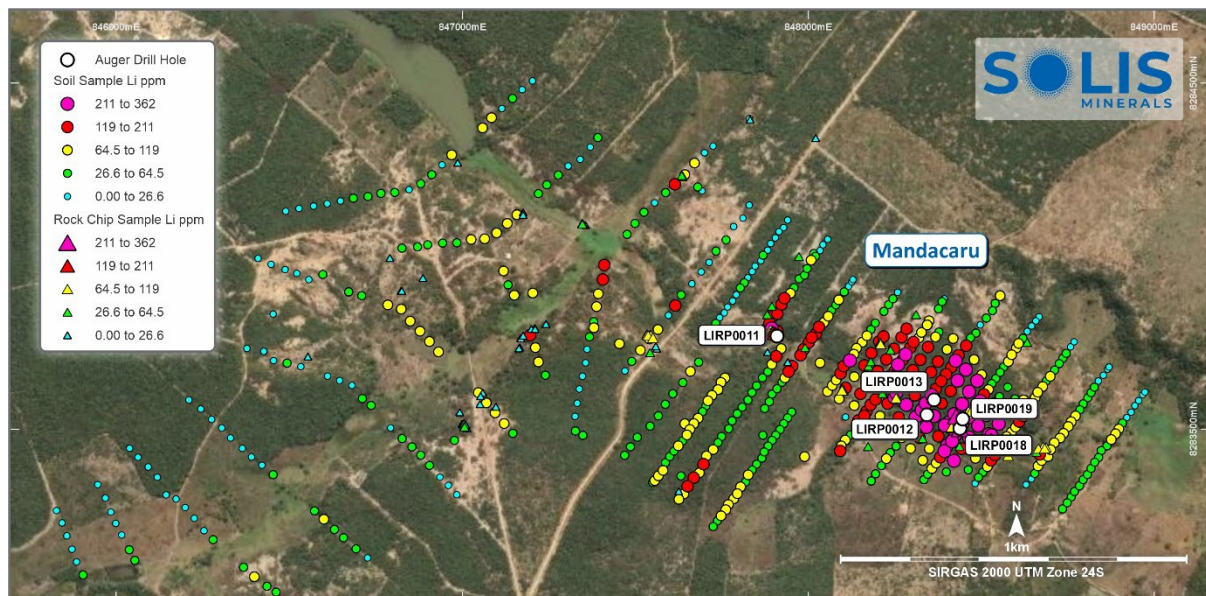 846000mE
847000mE
848000mE
849000mE
Auger Drill Hole
Soil Sample Li ppm
211 to 362
119 to 211
64.5 to 119
26.6 to 64.5
0.00 to 26.6
Rock Chip Sample Li ppm
211 to 362
119 to 211
64.5 to 119
26.6 to 64.5
0.00 to 26.6
SOLIS
MINERALS
8284500mN
Mandacaru
LIRP0011
LIRP0013
LIRP0019
LIRP0012
LIRP0018
8283500mN
N
1km
SIRGAS 2000 UTM Zone 24S